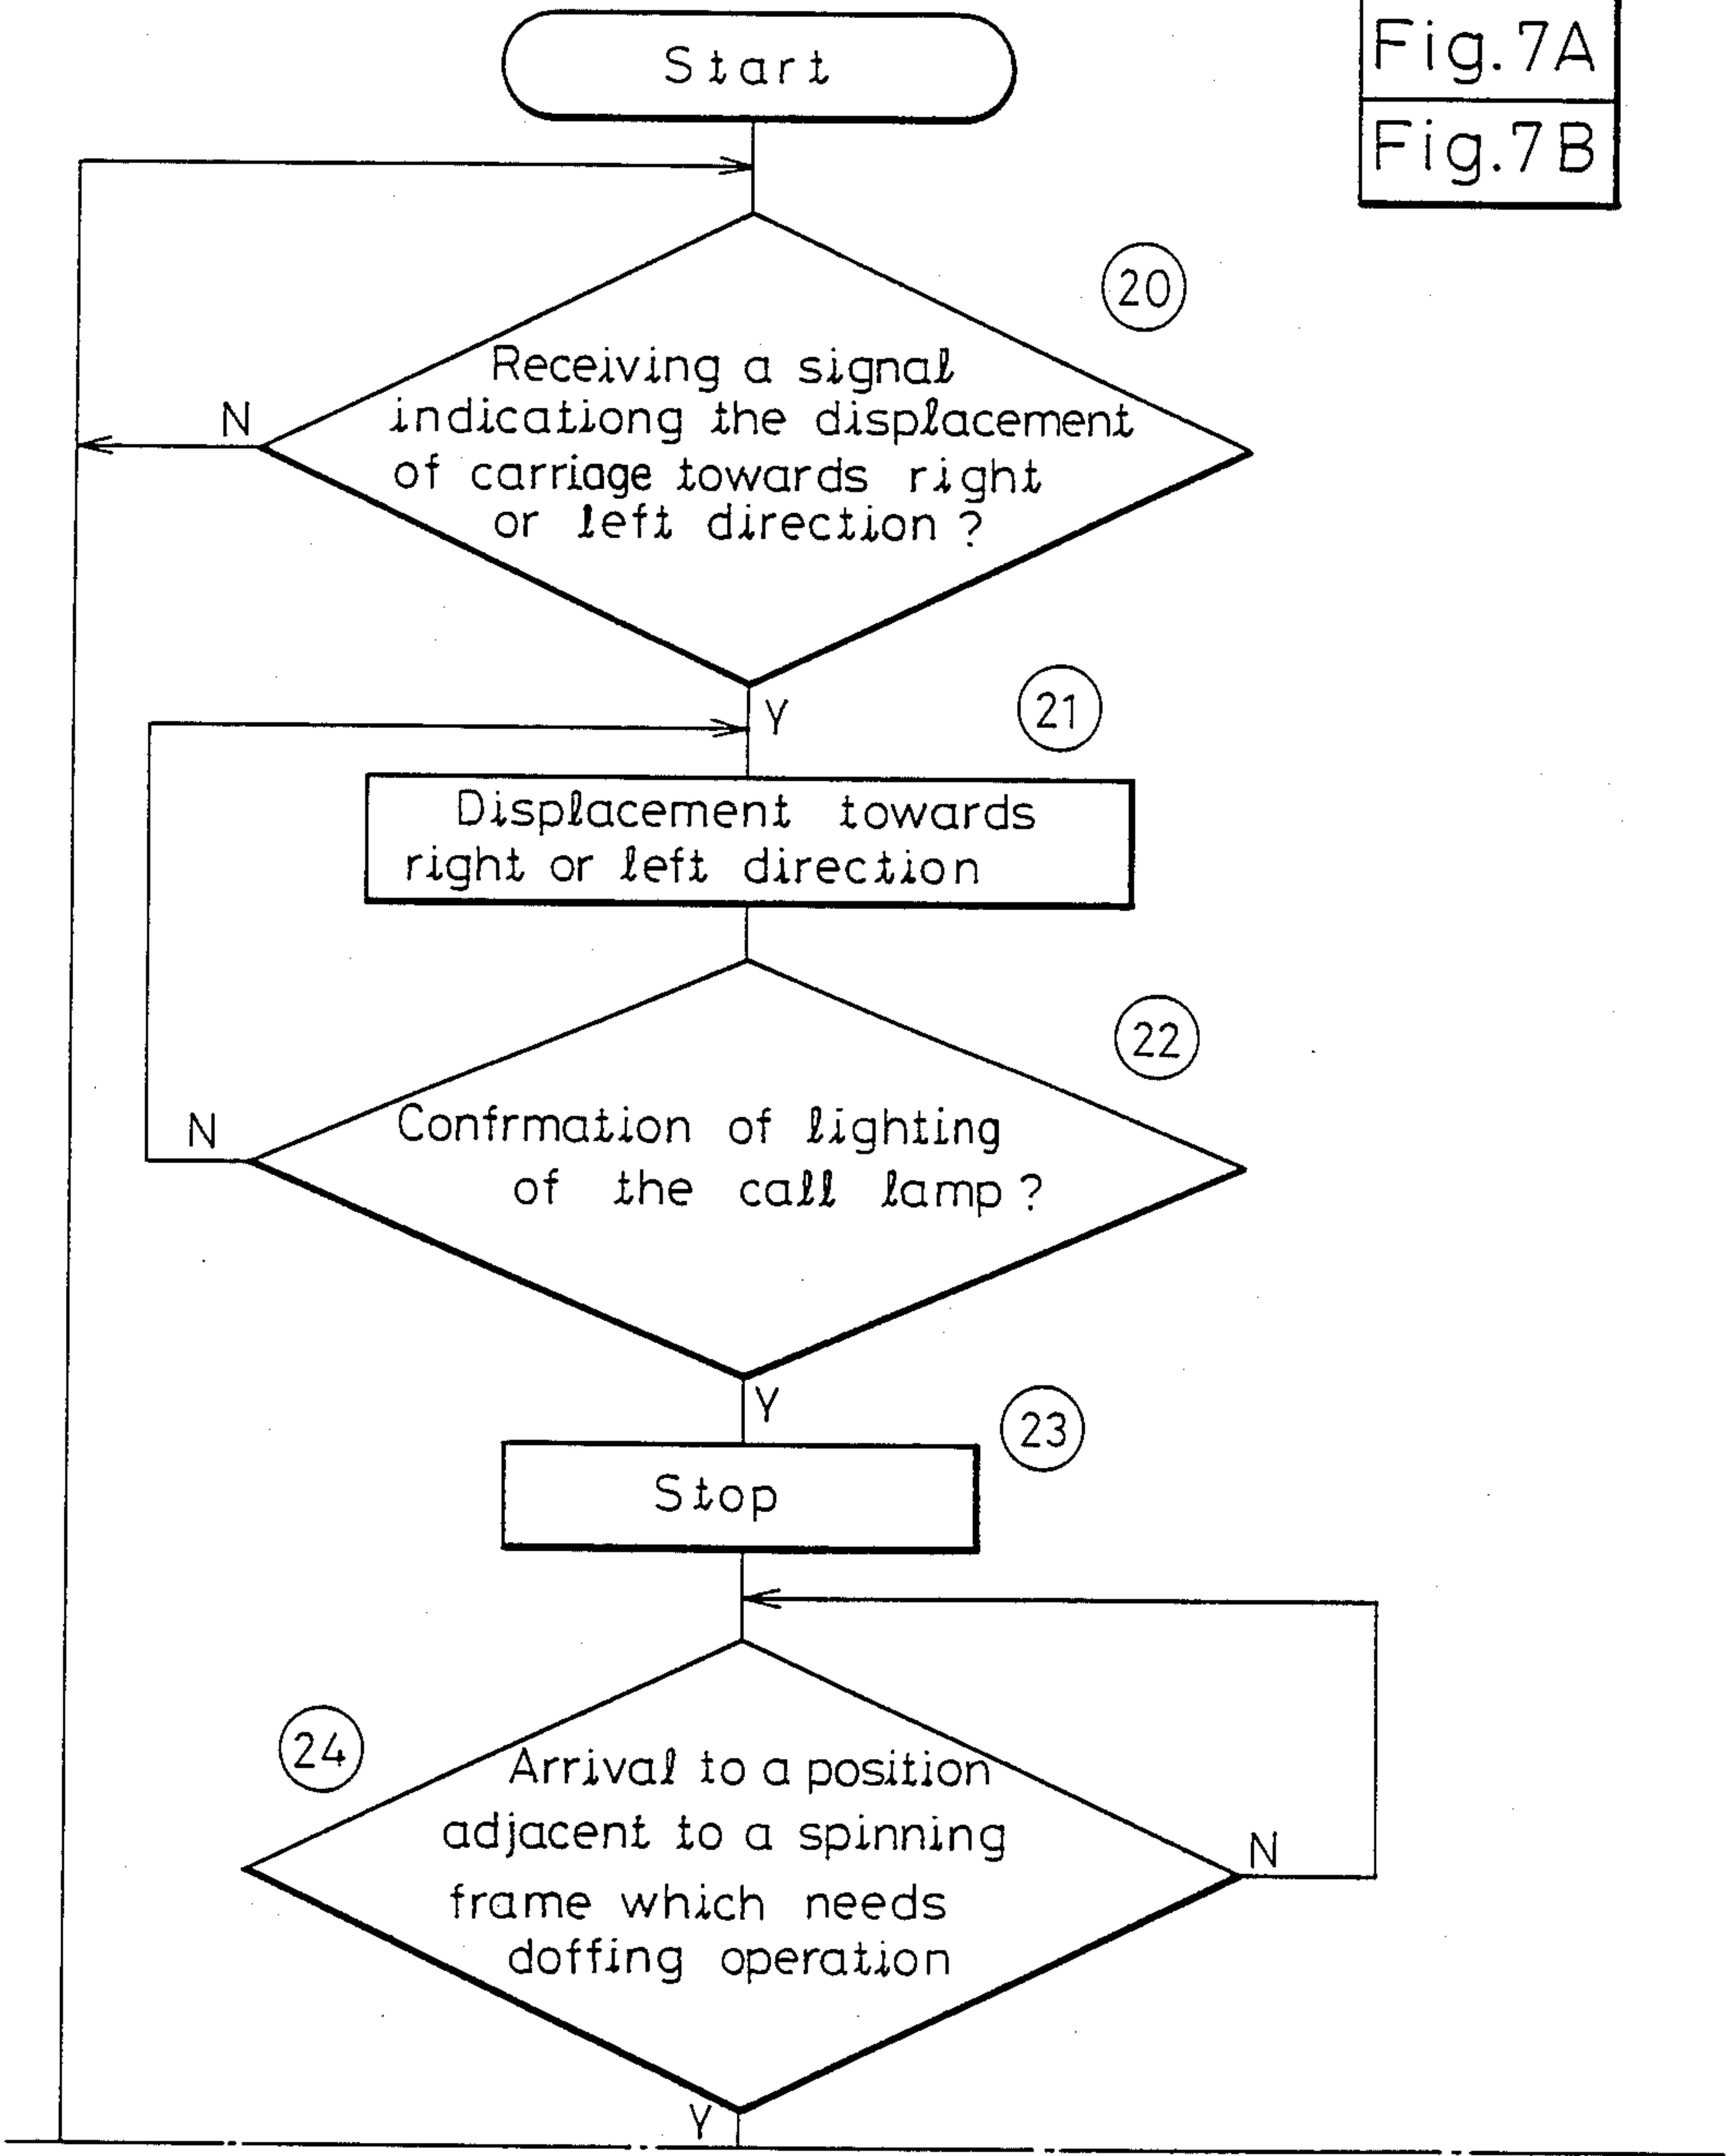 Start
Fig.7A
Fig.7B
20
Receiving a signal
indicationg the displacement
of carriage towards right
or left direction ?
N
Y
21
Displacement towards
right or left direction
22
Confrmation of lighting
of the call lamp ?
N
Y
23
Stop
24
Arrival to a position
adjacent to a spinning
frame which needs
doffing operation
N
Y